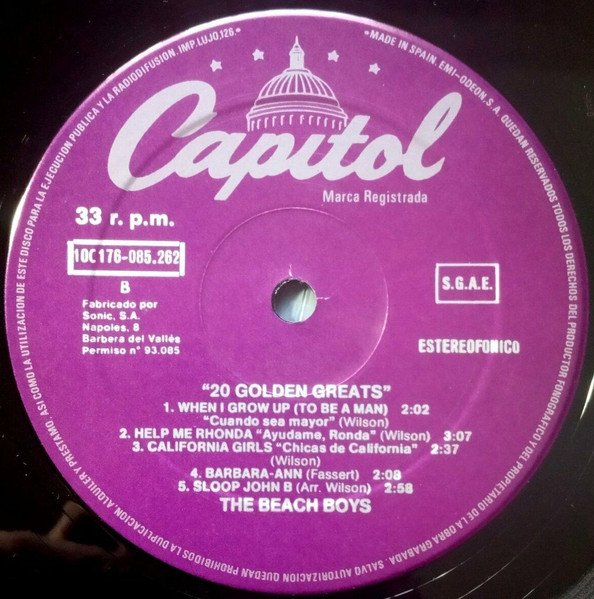 Capitol
Marca Registrada
33 r. p.m.
10C 176-085.262
B
Fabricado por
Sonic, S.A.
Napoles, 8
Barbera del Vallès
Permiso n° 93.085
S.G.A.E.
ESTEREOFONICO
"20 GOLDEN GREATS"
1. WHEN I GROW UP (TO BE A MAN) 2:02
"Cuando sea mayor" (Wilson)
2. HELP ME RHONDA "Ayudame, Ronda" (Wilson) 3:07
3. CALIFORNIA GIRLS "Chicas de California" 2:37
(Wilson)
4. BARBARA-ANN (Fassert) 2:08
5. SLOOP JOHN B (Arr. Wilson) 2:58
THE BEACH BOYS
• MADE IN SPAIN, EMI-ODEON, S. A. QUEDAN RESERVADOS TODOS LOS DERECHOS DEL PRODUCTOR FONOGRAFICO Y DEL PROPIETARIO DE LA OBRA GRABADA. SALVO AUTORIZACION QUEDAN PROHIBIDOS LA DUPLICACION, ALQUILER Y PRESTAMO, ASI COMO LA UTILIZACION DE ESTE DISCO PARA LA EJECUCION PUBLICA Y LA RADIODIFUSION. IMP. LUJO, 126. •